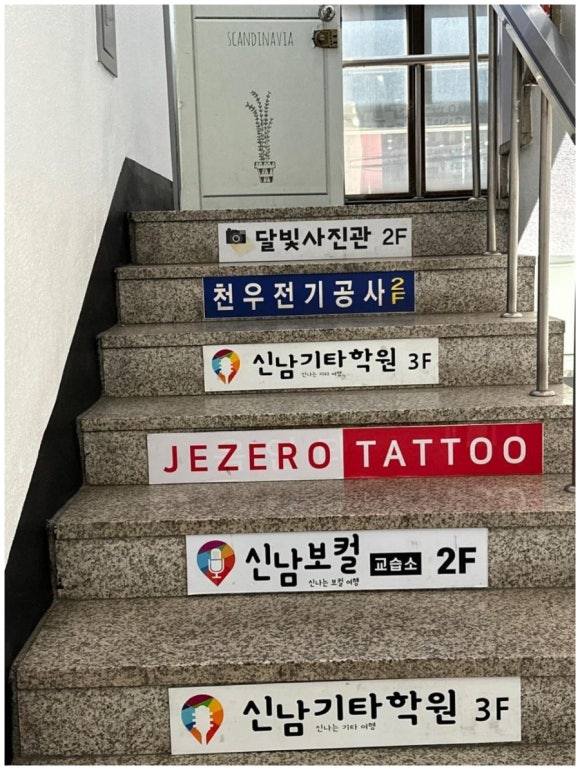 SCANDINAVIA
달빛사진관 2F
천우전기공사 2F
신남기타학원 3F
신나는 기타 여행
JEZERO TATTOO
신남보컬 교습소 2F
신나는 보컬 여행
신남기타학원 3F
신나는 기타 여행